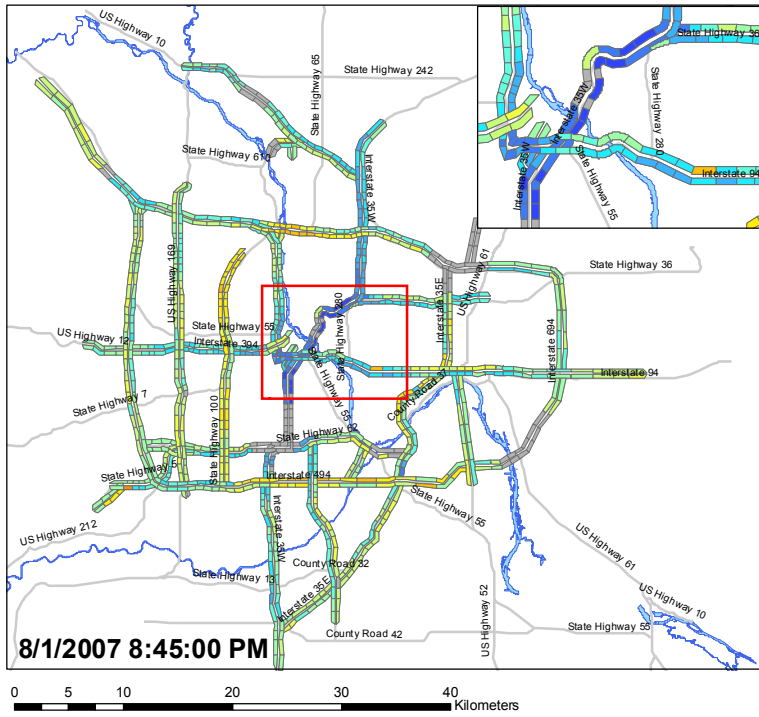 US Highway 10
State Highway 65
State Highway 242
State Highway 36
State Highway 280
Interstate 35W
Interstate 35W
Interstate 94
55
State Highway 610
Interstate 35W
US Highway 169
US Highway 61
State Highway 36
Interstate 35E
State Highway 280
State Highway 55
US Highway 12
Interstate 394
State Highway 55
Interstate 694
Interstate 94
State Highway 7
State Highway 100
County Road 37
State Highway 62
State Highway 5
Interstate 494
State Highway 55
US Highway 212
Interstate 35W
County Road 32
State Highway 13
Interstate 35E
US Highway 61
US Highway 52
US Highway 10
State Highway 55
County Road 42
8/1/2007 8:45:00 PM
0 5 10 20 30 40
Kilometers